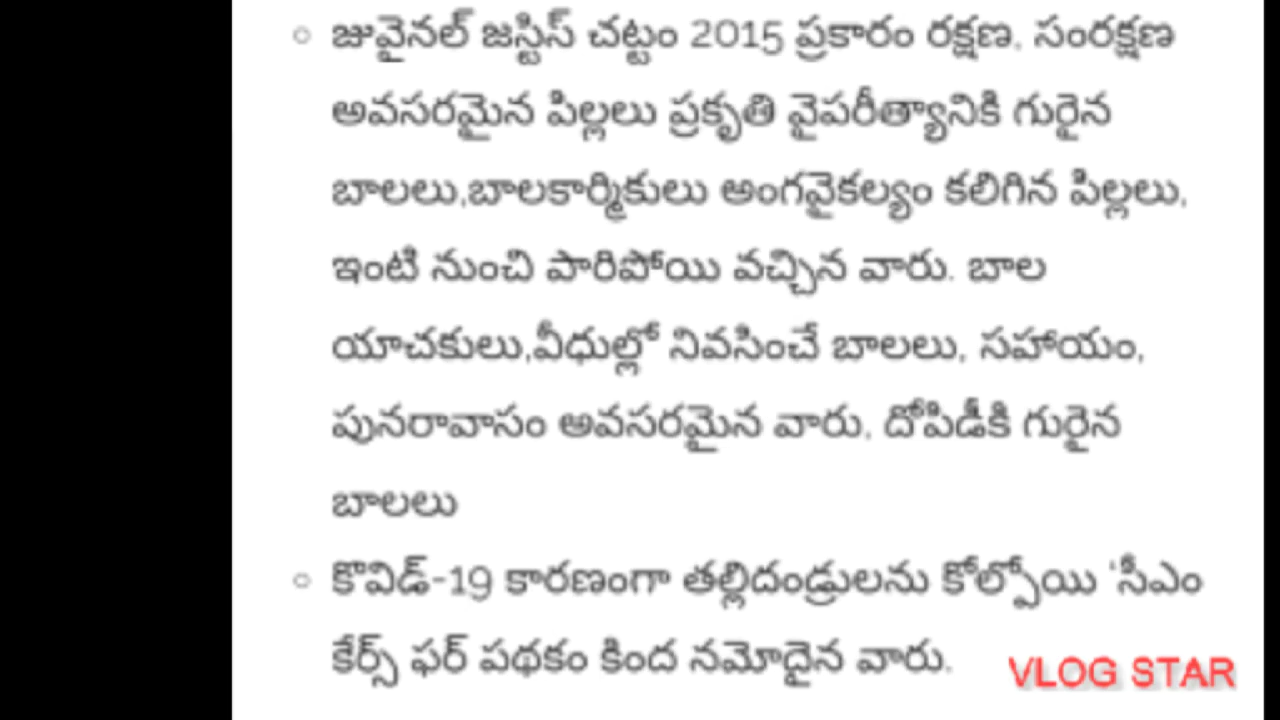 ○ జువైనల్ జస్టిస్ చట్టం 2015 ప్రకారం రక్షణ, సంరక్షణ
అవసరమైన పిల్లలు ప్రకృతి వైపరీత్యానికి గురైన
బాలలు,బాలకార్మికులు అంగవైకల్యం కలిగిన పిల్లలు,
ఇంటి నుంచి పారిపోయి వచ్చిన వారు. బాల
యాచకులు,వీధుల్లో నివసించే బాలలు, సహాయం,
పునరావాసం అవసరమైన వారు, దోపిడీకి గురైన
బాలలు
○ కొవిడ్-19 కారణంగా తల్లిదండ్రులను కోల్పోయి 'సీఎం
కేర్స్ ఫర్ పథకం కింద నమోదైన వారు.
VLOG STAR